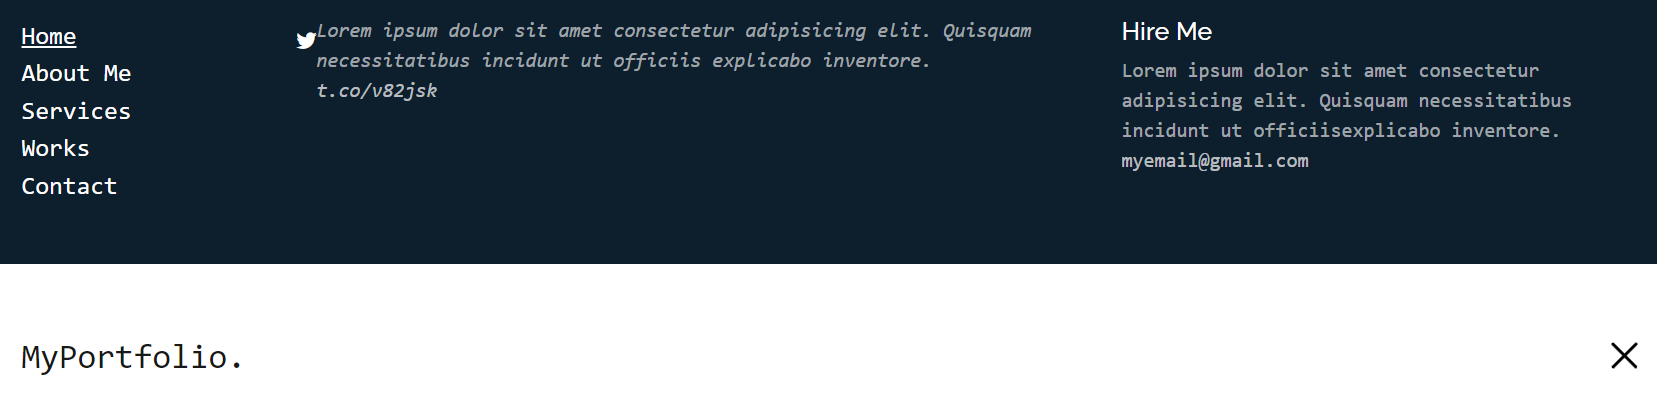 Home
About Me
Services
Works
Contact
Lorem ipsum dolor sit amet consectetur adipisicing elit. Quisquam
necessitatibus incidunt ut officiis explicabo inventore.
t.co/v82jsk
Hire Me
Lorem ipsum dolor sit amet consectetur
adipisicing elit. Quisquam necessitatibus
incidunt ut officiisexplicabo inventore.
myemail@gmail.com
MyPortfolio.